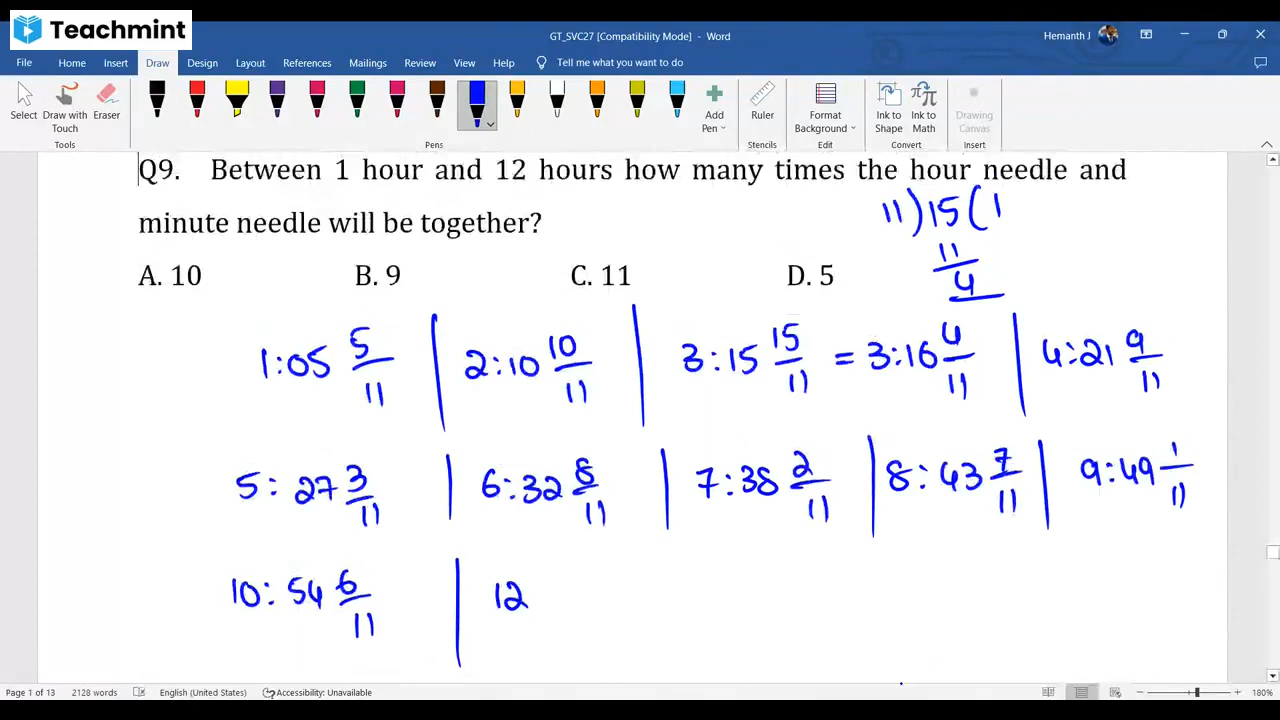 Teachmint
GT_SVC27 [Compatibility Mode] - Word
Hemanth J
File Home Insert Draw Design Layout References Mailings Review View Help Tell me what you want to do
Select Draw with Touch Eraser Add Pen Ruler Format Background Ink to Shape Ink to Math Drawing Canvas
Tools Pens Stencils Edit Convert Insert
Q9. Between 1 hour and 12 hours how many times the hour needle and
minute needle will be together?
11)15(1
11
4
A. 10 B. 9 C. 11 D. 5
1:05 5/11 | 2:10 10/11 | 3:15 15/11 = 3:16 4/11 | 4:21 9/11
5:27 3/11 | 6:32 8/11 | 7:38 2/11 | 8:43 7/11 | 9:49 1/11
10:54 6/11 | 12
Page 1 of 13 2128 words English (United States) Accessibility: Unavailable 180%